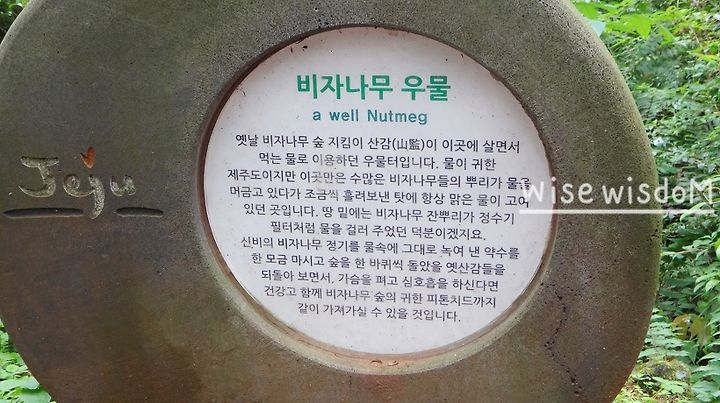 비자나무 우물
a well Nutmeg
옛날 비자나무 숲 지킴이 산감(山監)이 이곳에 살면서
먹는 물로 이용하던 우물터입니다. 물이 귀한
제주도이지만 이곳만은 수많은 비자나무들의 뿌리가 물을
머금고 있다가 조금씩 흘려보낸 탓에 항상 맑은 물이 고여
있던 곳입니다. 땅 밑에는 비자나무 잔뿌리가 정수기
필터처럼 물을 걸러 주었던 덕분이겠지요.
신비의 비자나무 정기를 물속에 그대로 녹여 낸 약수를
한 모금 마시고 숲을 한 바퀴씩 돌았을 옛산감들을
되돌아 보면서, 가슴을 펴고 심호흡을 하신다면
건강고 함께 비자나무 숲의 귀한 피톤치드까지
같이 가져가실 수 있을 것입니다.
Jeju
wise wisdoM